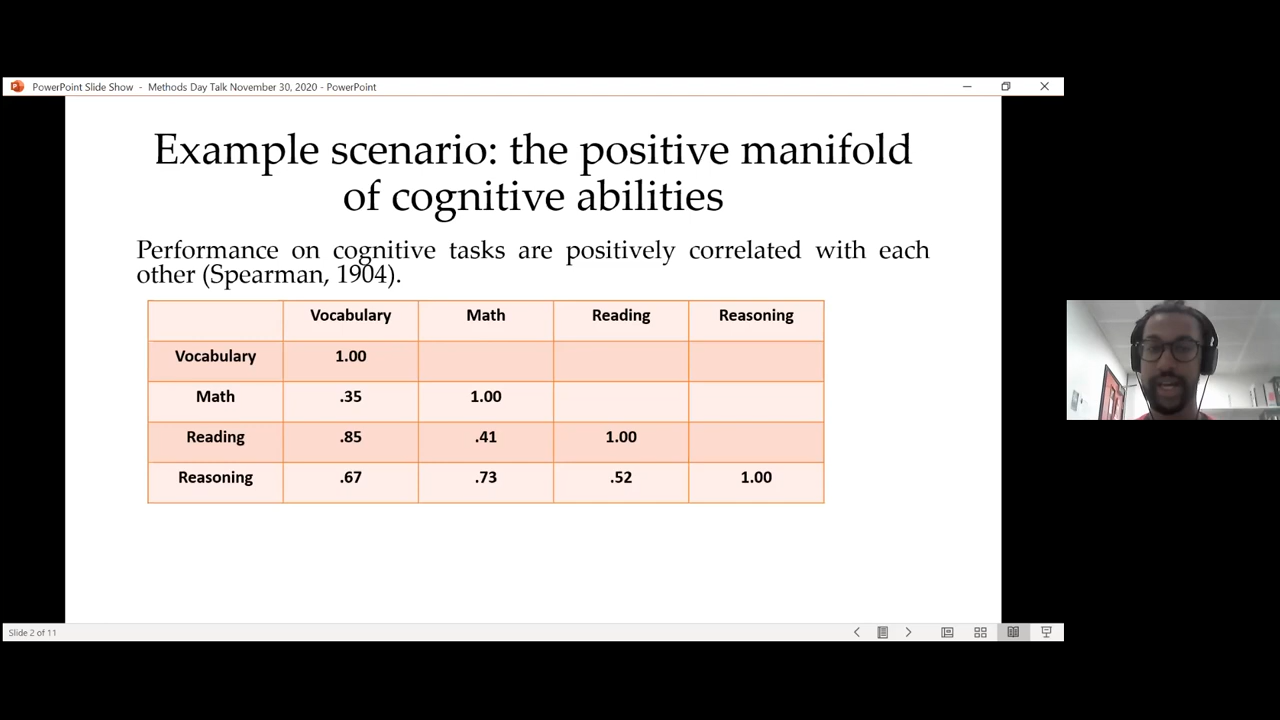 PowerPoint Slide Show - Methods Day Talk November 30, 2020 - PowerPoint
Example scenario: the positive manifold
of cognitive abilities
Performance on cognitive tasks are positively correlated with each
other (Spearman, 1904).
Vocabulary Math Reading Reasoning
Vocabulary 1.00
Math .35 1.00
Reading .85 .41 1.00
Reasoning .67 .73 .52 1.00
Slide 2 of 11